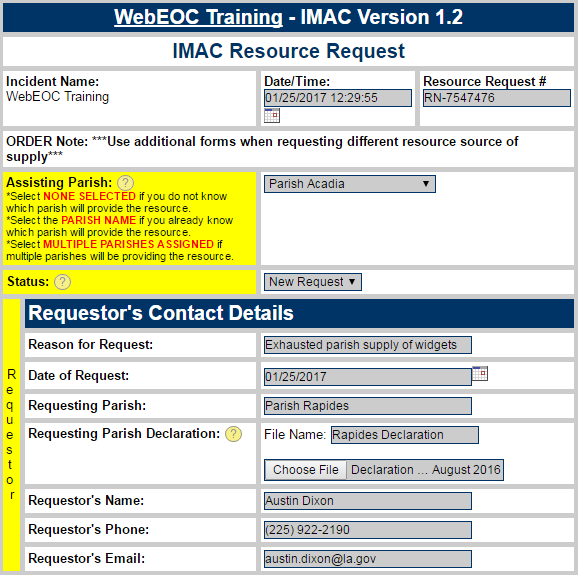 WebEOC Training - IMAC Version 1.2
IMAC Resource Request
Incident Name:
WebEOC Training
Date/Time:
01/25/2017 12:29:55
Resource Request #
RN-7547476
ORDER Note: ***Use additional forms when requesting different resource source of
supply***
Assisting Parish: ?
*Select NONE SELECTED if you do not know
which parish will provide the resource.
*Select the PARISH NAME if you already know
which parish will provide the resource.
*Select MULTIPLE PARISHES ASSIGNED if
multiple parishes will be providing the resource.
Parish Acadia
Status: ?
New Request
Requestor
Requestor's Contact Details
Reason for Request:
Exhausted parish supply of widgets
Date of Request:
01/25/2017
Requesting Parish:
Parish Rapides
Requesting Parish Declaration: ?
File Name: Rapides Declaration
Choose File Declaration ... August 2016
Requestor's Name:
Austin Dixon
Requestor's Phone:
(225) 922-2190
Requestor's Email:
austin.dixon@la.gov